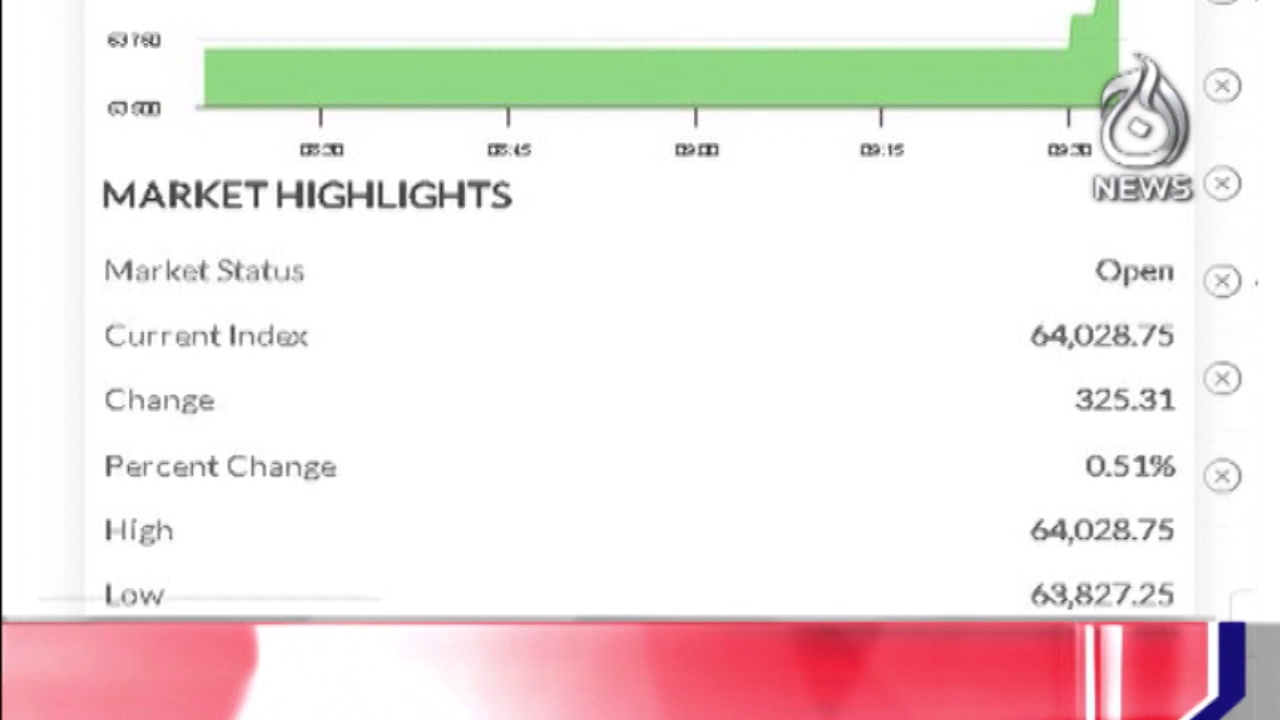 MARKET HIGHLIGHTS
NEWS
Market Status Open
Current Index 64,028.75
Change 325.31
Percent Change 0.51%
High 64,028.75
Low 63,827.25